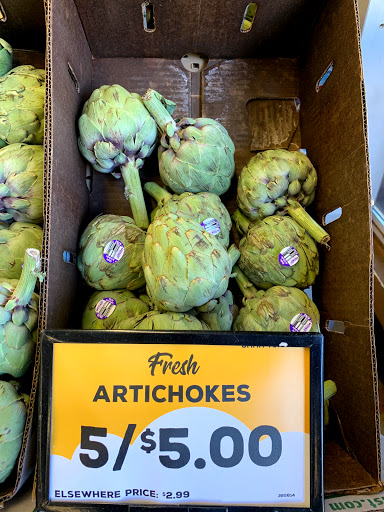 Fresh
ARTICHOKES
5/$5.00
ELSEWHERE PRICE: $2.99